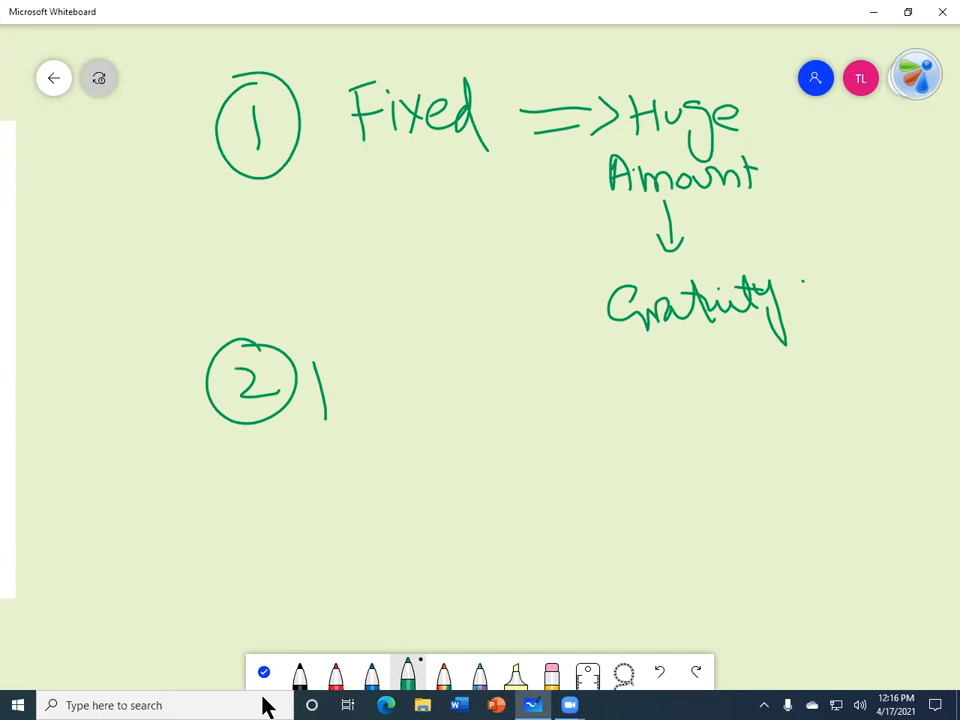 Microsoft Whiteboard
TL
1 Fixed => Huge
Amount
↓
Gratuity
2
Type here to search
12:16 PM
4/17/2021